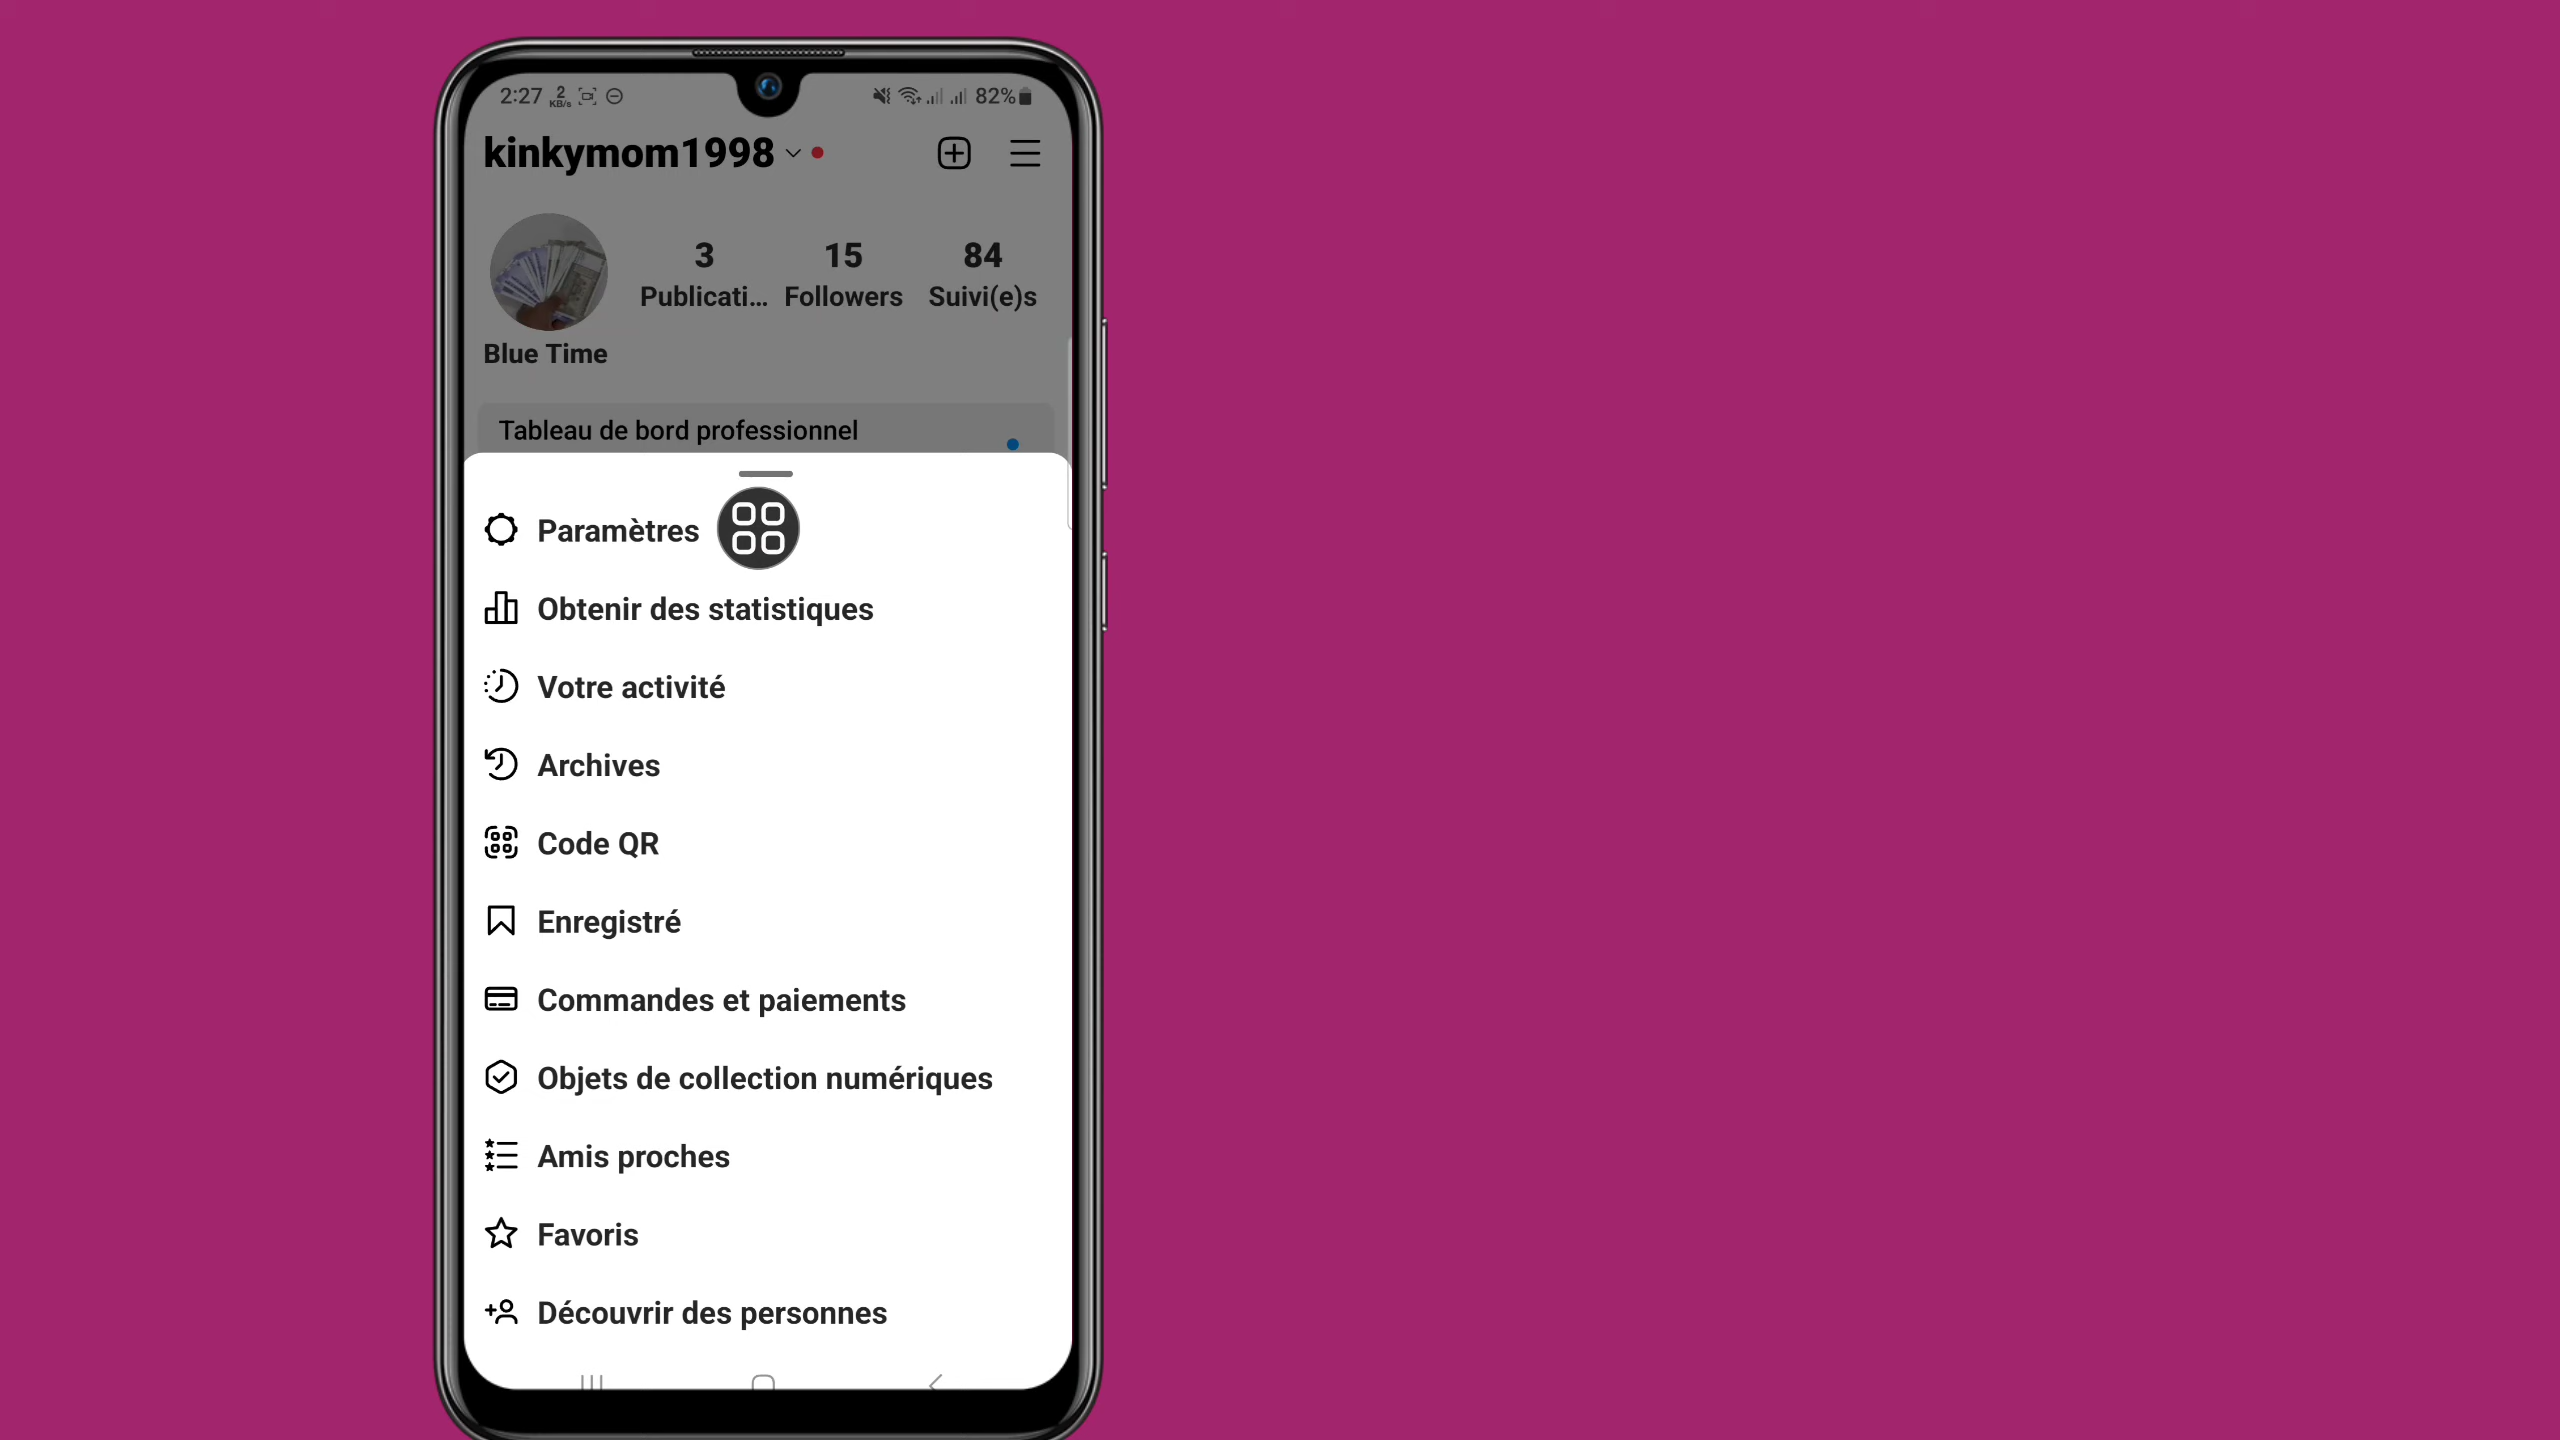 2:27 2 KB/s 82%
kinkymom1998
3 15 84
Publicati... Followers Suivi(e)s
Blue Time
Tableau de bord professionnel
Paramètres
Obtenir des statistiques
Votre activité
Archives
Code QR
Enregistré
Commandes et paiements
Objets de collection numériques
Amis proches
Favoris
Découvrir des personnes